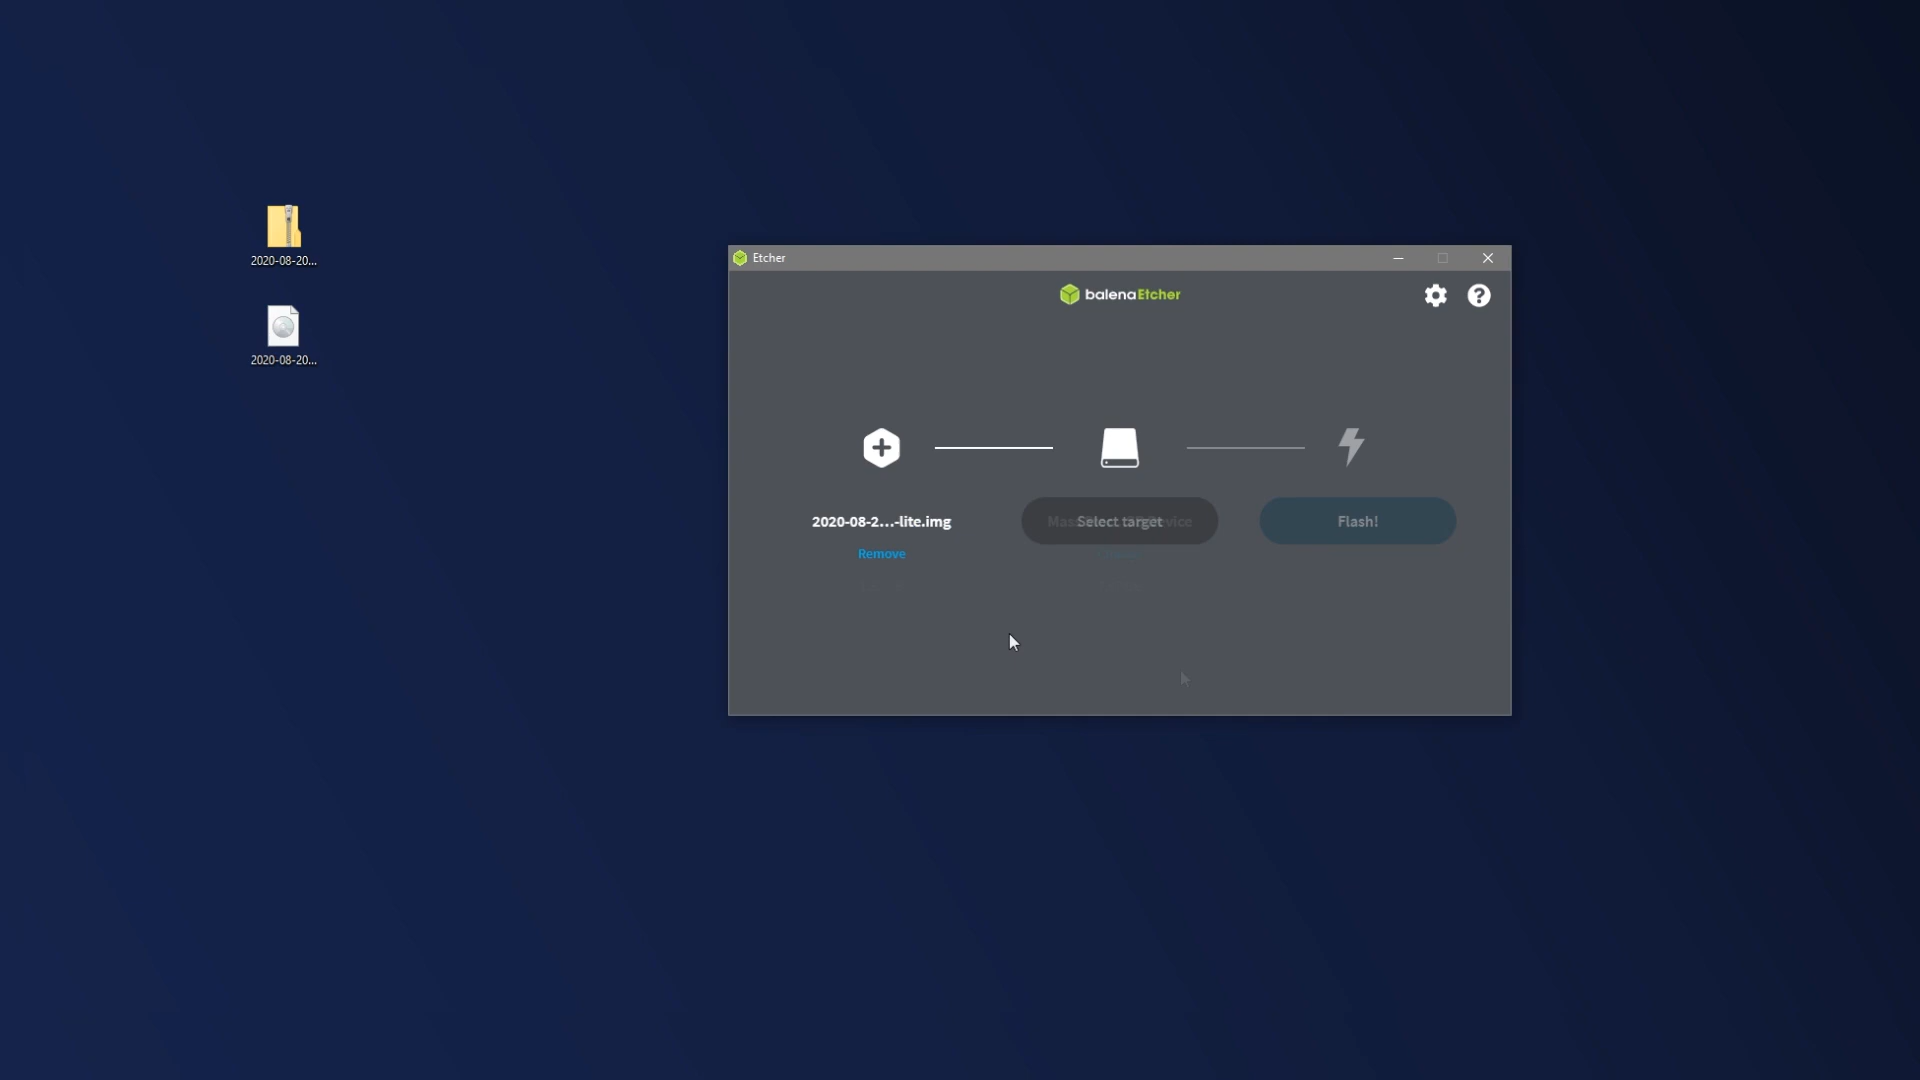 2020-08-20...
2020-08-20...
Etcher
balenaEtcher
2020-08-2...-lite.img
Select target
Flash!
Remove